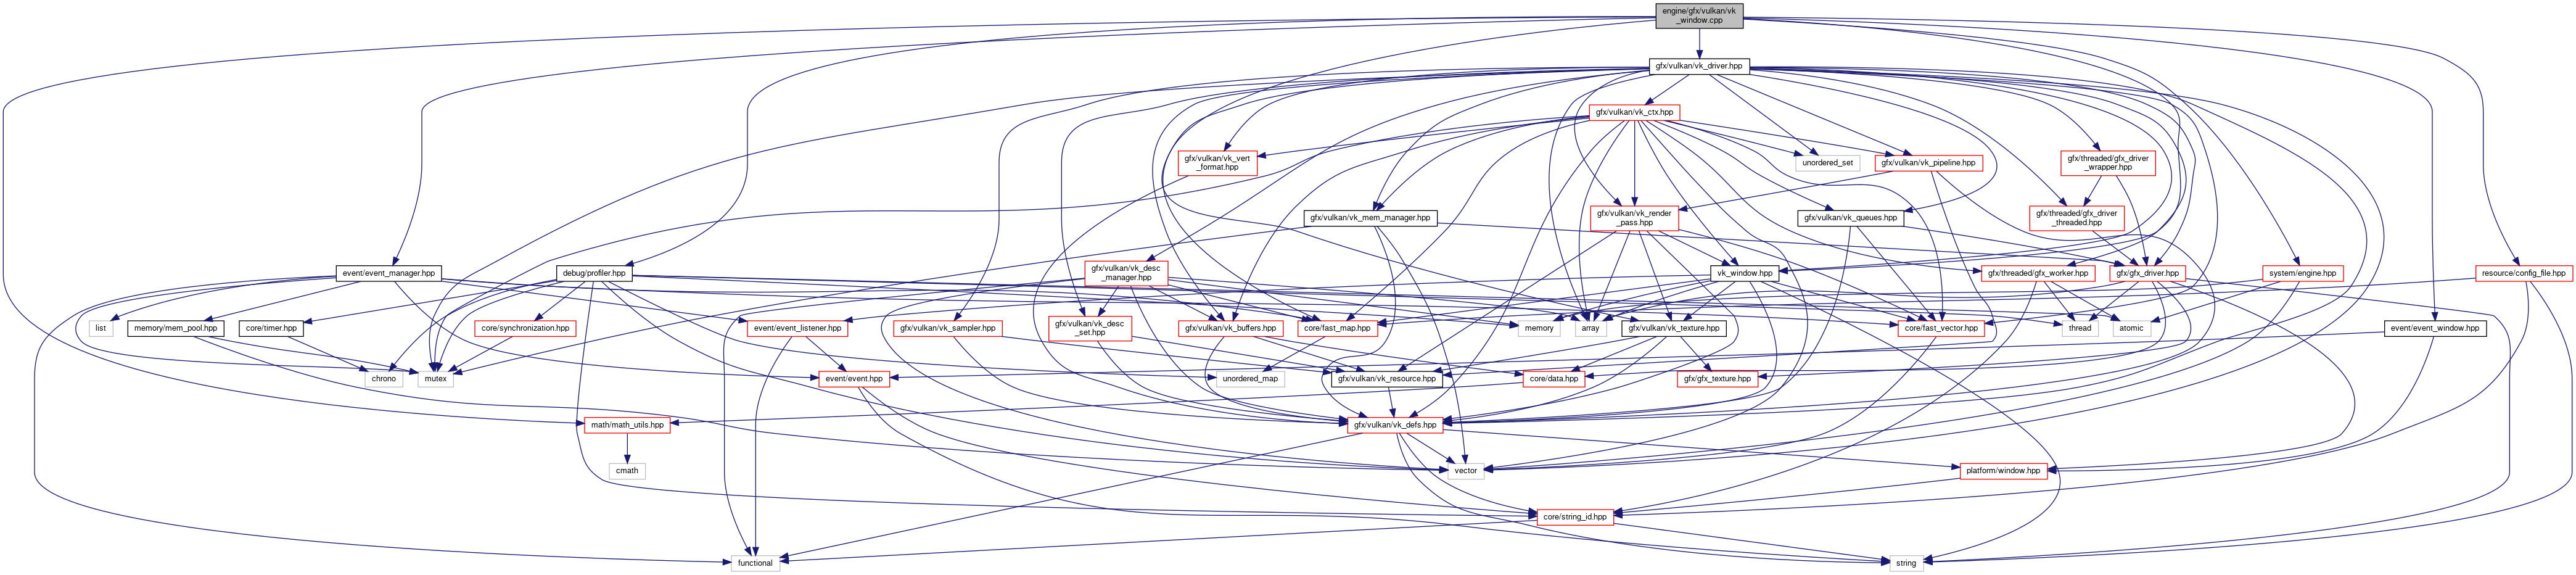 engine/gfx/vulkan/vk
_window.cpp
gfx/vulkan/vk_driver.hpp
gfx/vulkan/vk_ctx.hpp
gfx/vulkan/vk_vert
_format.hpp
unordered_set
gfx/vulkan/vk_pipeline.hpp
gfx/threaded/gfx_driver
_wrapper.hpp
gfx/vulkan/vk_mem_manager.hpp
gfx/vulkan/vk_render
_pass.hpp
gfx/vulkan/vk_queues.hpp
gfx/threaded/gfx_driver
_threaded.hpp
event/event_manager.hpp
debug/profiler.hpp
gfx/vulkan/vk_desc
_manager.hpp
vk_window.hpp
gfx/threaded/gfx_worker.hpp
gfx/gfx_driver.hpp
system/engine.hpp
resource/config_file.hpp
list
memory/mem_pool.hpp
core/timer.hpp
core/synchronization.hpp
event/event_listener.hpp
gfx/vulkan/vk_sampler.hpp
gfx/vulkan/vk_desc
_set.hpp
gfx/vulkan/vk_buffers.hpp
core/fast_map.hpp
memory
array
gfx/vulkan/vk_texture.hpp
core/fast_vector.hpp
thread
atomic
event/event_window.hpp
chrono
mutex
event/event.hpp
unordered_map
gfx/vulkan/vk_resource.hpp
core/data.hpp
gfx/gfx_texture.hpp
math/math_utils.hpp
gfx/vulkan/vk_defs.hpp
cmath
vector
platform/window.hpp
core/string_id.hpp
functional
string